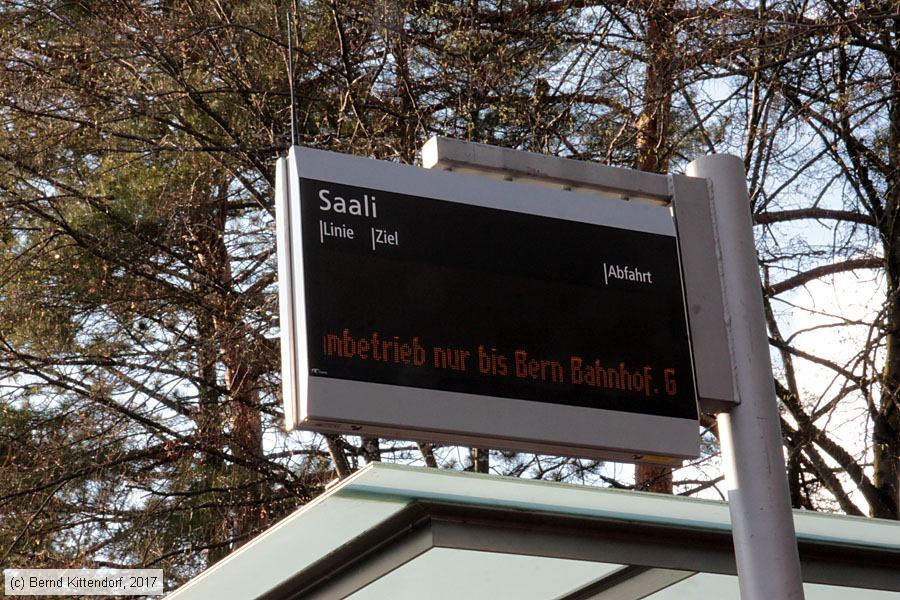 Saali
Linie
Ziel
Abfahrt
mbetrieb nur bis Bern Bahnhof. G
(c) Bernd Kittendorf, 2017